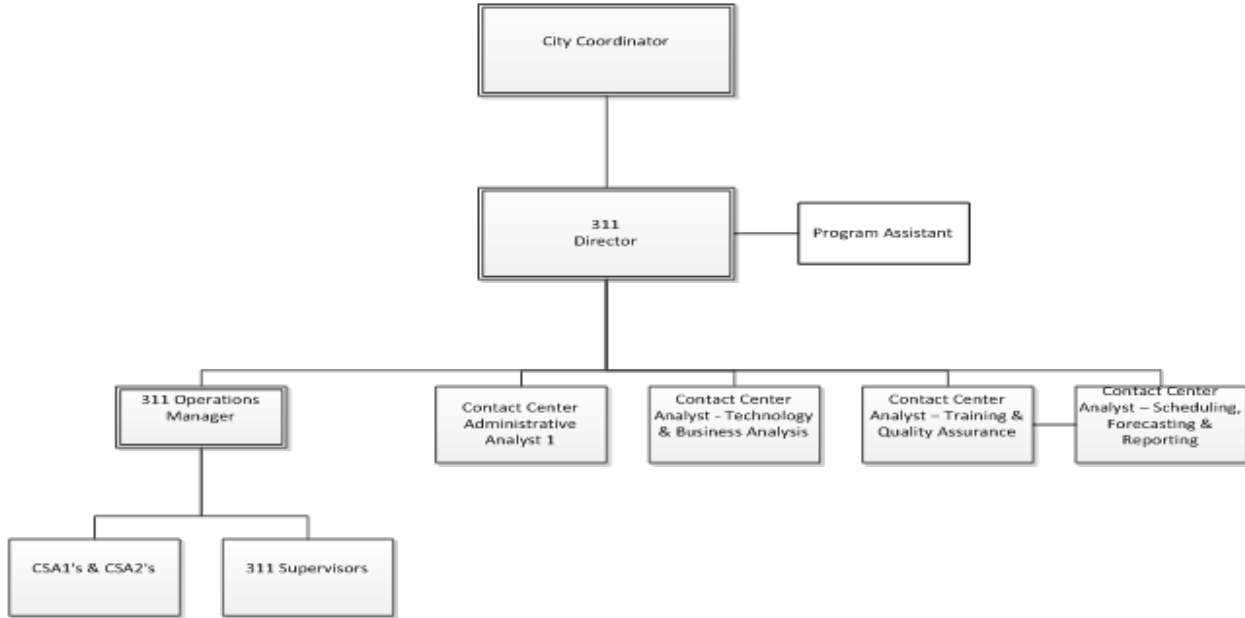 City Coordinator
311
Director
Program Assistant
311 Operations
Manager
Contact Center
Administrative
Analyst 1
Contact Center
Analyst - Technology
& Business Analysis
Contact Center
Analyst – Training &
Quality Assurance
Contact Center
Analyst – Scheduling,
Forecasting &
Reporting
CSA1's & CSA2's
311 Supervisors